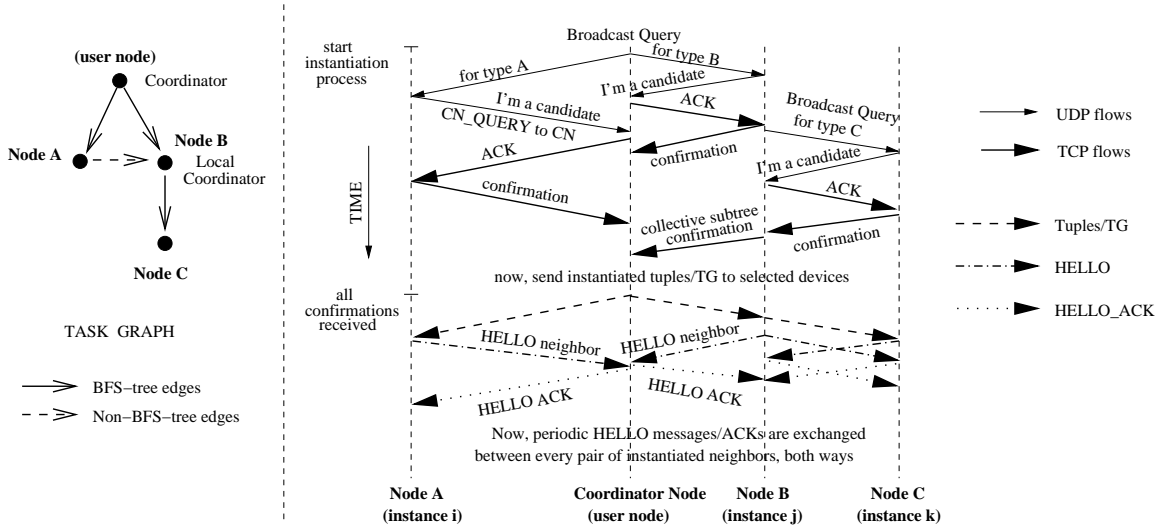 (user node)
Coordinator
Node A
Node B
Local
Coordinator
Node C
TASK GRAPH
BFS−tree edges
Non−BFS−tree edges
start
instantiation
process
TIME
all
confirmations
received
Broadcast Query
for type A
for type B
I'm a candidate
I'm a candidate
CN_QUERY to CN
ACK
Broadcast Query
for type C
ACK
confirmation
I'm a candidate
confirmation
ACK
collective subtree
confirmation
confirmation
now, send instantiated tuples/TG to selected devices
HELLO neighbor
HELLO neighbor
HELLO ACK
HELLO ACK
Now, periodic HELLO messages/ACKs are exchanged
between every pair of instantiated neighbors, both ways
Node A
(instance i)
Coordinator Node
(user node)
Node B
(instance j)
Node C
(instance k)
UDP flows
TCP flows
Tuples/TG
HELLO
HELLO_ACK